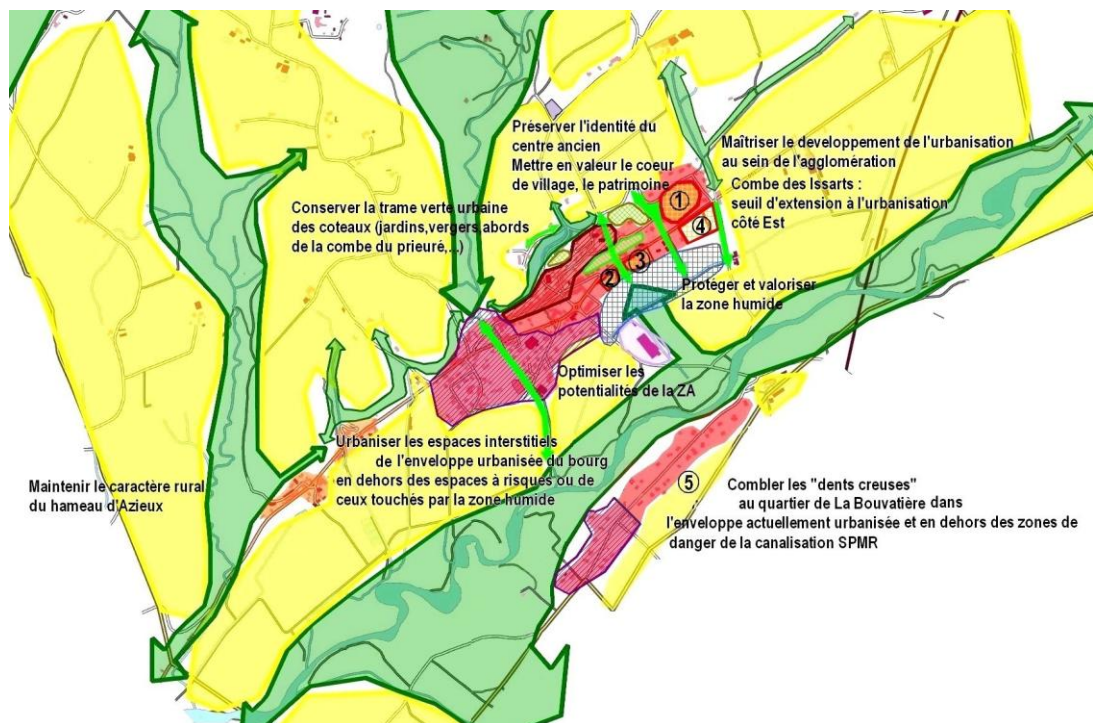 Préserver l'identité du
centre ancien
Mettre en valeur le coeur
de village, le patrimoine
Maîtriser le developpement de l'urbanisation
au sein de l'agglomération
Combe des Issarts :
seuil d'extension à l'urbanisation
côté Est
Conserver la trame verte urbaine
des coteaux (jardins,vergers,abords
de la combe du prieuré,...)
1
4
3
2
Protéger et valoriser
la zone humide
Optimiser les
potentialités de la ZA
Urbaniser les espaces interstitiels
de l'enveloppe urbanisée du bourg
en dehors des espaces à risques ou de
ceux touchés par la zone humide
Maintenir le caractère rural
du hameau d'Azieux
5
Combler les "dents creuses"
au quartier de La Bouvatière dans
l'enveloppe actuellement urbanisée et en dehors des zones de
danger de la canalisation SPMR